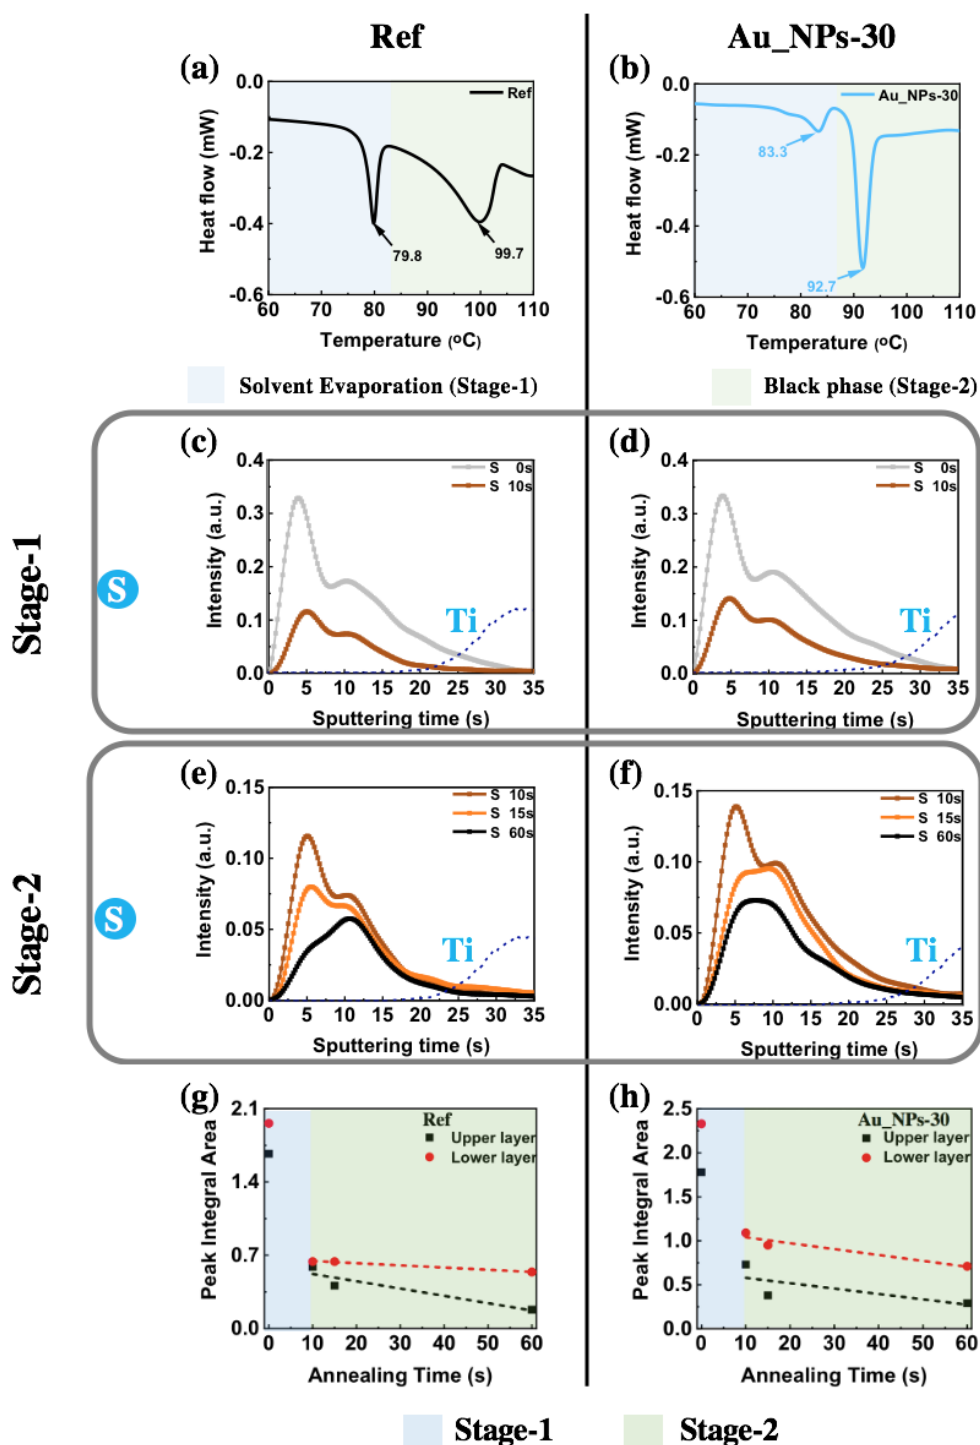 Ref
Au_NPs-30
(a)
0.0
-0.2
-0.4
-0.6
Heat flow (mW)
Ref
79.8
99.7
60 70 80 90 100 110
Temperature (oC)
(b)
0.0
-0.2
-0.4
-0.6
Heat flow (mW)
Au_NPs-30
83.3
92.7
60 70 80 90 100 110
Temperature (oC)
Solvent Evaporation (Stage-1)
Black phase (Stage-2)
Stage-1
S
(c)
0.4
0.3
0.2
0.1
0.0
Intensity (a.u.)
S 0s
S 10s
Ti
0 5 10 15 20 25 30 35
Sputtering time (s)
(d)
0.4
0.3
0.2
0.1
0.0
Intensity (a.u.)
S 0s
S 10s
Ti
0 5 10 15 20 25 30 35
Sputtering time (s)
Stage-2
S
(e)
0.15
0.10
0.05
0.00
Intensity (a.u.)
S 10s
S 15s
S 60s
Ti
0 5 10 15 20 25 30 35
Sputtering time (s)
(f)
0.15
0.10
0.05
0.00
Intensity (a.u.)
S 10s
S 15s
S 60s
Ti
0 5 10 15 20 25 30 35
Sputtering time (s)
(g)
2.1
1.4
0.7
0.0
Peak Integral Area
Ref
Upper layer
Lower layer
0 10 20 30 40 50 60
Annealing Time (s)
(h)
2.5
2.0
1.5
1.0
0.5
0.0
Peak Integral Area
Au_NPs-30
Upper layer
Lower layer
0 10 20 30 40 50 60
Annealing Time (s)
Stage-1
Stage-2